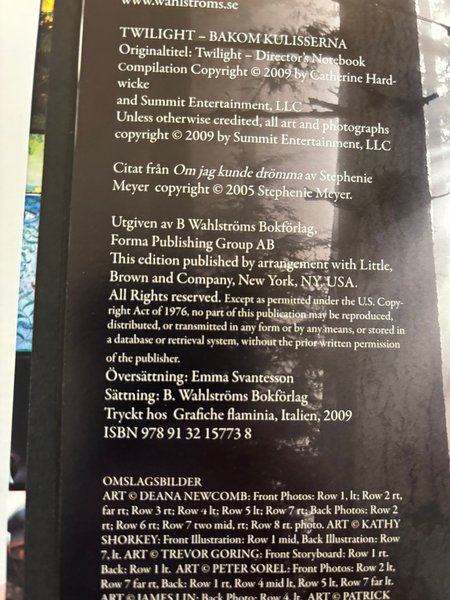 www.wahlstroms.se
TWILIGHT – BAKOM KULISSERNA
Originaltitel: Twilight – Director's Notebook
Compilation Copyright © 2009 by Catherine Hard-
wicke
and Summit Entertainment, LLC
Unless otherwise credited, all art and photographs
copyright © 2009 by Summit Entertainment, LLC
Citat från Om jag kunde drömma av Stephenie
Meyer copyright © 2005 Stephenie Meyer.
Utgiven av B Wahlströms Bokförlag,
Forma Publishing Group AB
This edition published by arrangement with Little,
Brown and Company, New York, NY, USA.
All Rights reserved. Except as permitted under the U.S. Copy-
right Act of 1976, no part of this publication may be reproduced,
distributed, or transmitted in any form or by any means, or stored in
a database or retrieval system, without the prior written permission
of the publisher.
Översättning: Emma Svantesson
Sättning: B. Wahlströms Bokförlag
Tryckt hos Grafiche flaminia, Italien, 2009
ISBN 978 91 32 15773 8
OMSLAGSBILDER
ART © DEANA NEWCOMB: Front Photos: Row 1, lt; Row 2 rt,
far rt; Row 3 rt; Row 4 lt; Row 5 lt; Row 7 rt; Back Photos: Row 2
rt; Row 6 rt; Row 7 two mid, rt; Row 8 rt. photo. ART © KATHY
SHORKEY: Front Illustration: Row 1 mid, Back Illustration: Row
7, lt. ART © TREVOR GORING: Front Storyboard: Row 1 rt.
Back: Row 1 lt. ART © PETER SOREL: Front Photos: Row 2 lt,
Row 7 far rt, Back: Row 1 rt, Row 4 mid lt, Row 5 lt, Row 7 far lt.
ART © JAMES LIN: Back Photo: Row 4, lt. ART © PATRICK